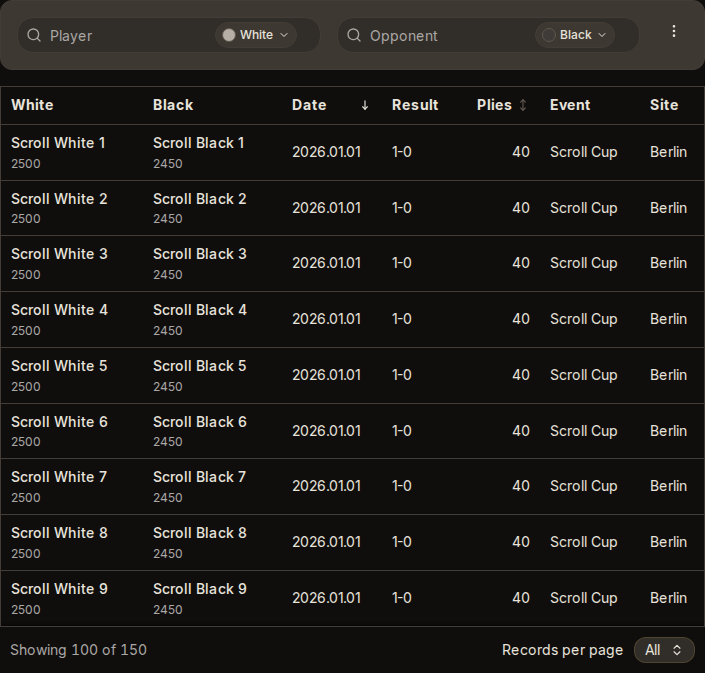 Player White Opponent Black
White Black Date Result Plies Event Site
Scroll White 1 Scroll Black 1 2026.01.01 1-0 40 Scroll Cup Berlin
2500 2450
Scroll White 2 Scroll Black 2 2026.01.01 1-0 40 Scroll Cup Berlin
2500 2450
Scroll White 3 Scroll Black 3 2026.01.01 1-0 40 Scroll Cup Berlin
2500 2450
Scroll White 4 Scroll Black 4 2026.01.01 1-0 40 Scroll Cup Berlin
2500 2450
Scroll White 5 Scroll Black 5 2026.01.01 1-0 40 Scroll Cup Berlin
2500 2450
Scroll White 6 Scroll Black 6 2026.01.01 1-0 40 Scroll Cup Berlin
2500 2450
Scroll White 7 Scroll Black 7 2026.01.01 1-0 40 Scroll Cup Berlin
2500 2450
Scroll White 8 Scroll Black 8 2026.01.01 1-0 40 Scroll Cup Berlin
2500 2450
Scroll White 9 Scroll Black 9 2026.01.01 1-0 40 Scroll Cup Berlin
2500 2450
Showing 100 of 150 Records per page All